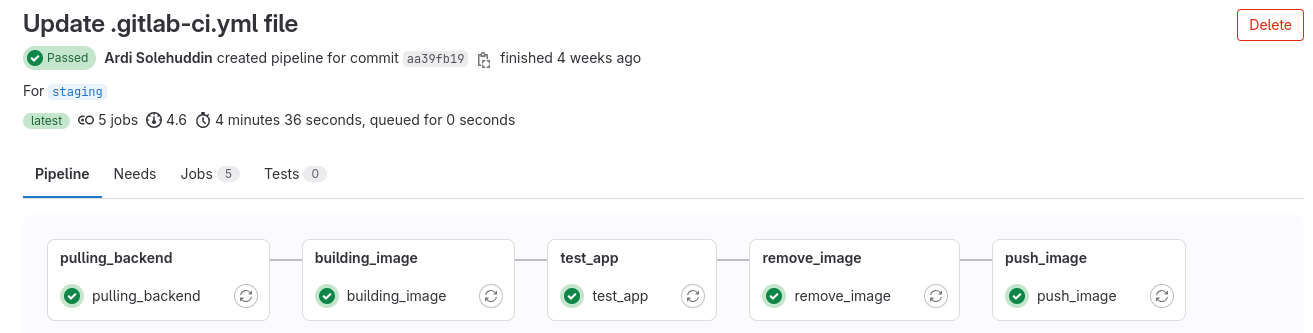 Update .gitlab-ci.yml file
Delete
Passed Ardi Solehuddin created pipeline for commit aa39fb19 finished 4 weeks ago
For staging
latest 5 jobs 4.6 4 minutes 36 seconds, queued for 0 seconds
Pipeline Needs Jobs 5 Tests 0
pulling_backend building_image test_app remove_image push_image
pulling_backend building_image test_app remove_image push_image